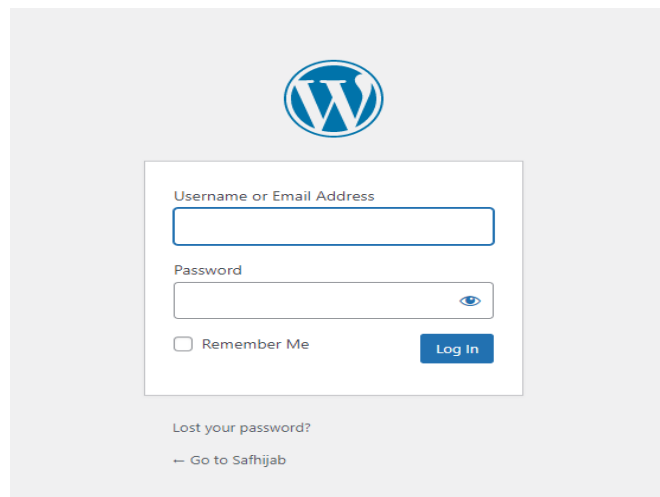 Username or Email Address
Password
Remember Me
Log In
Lost your password?
← Go to Safhijab